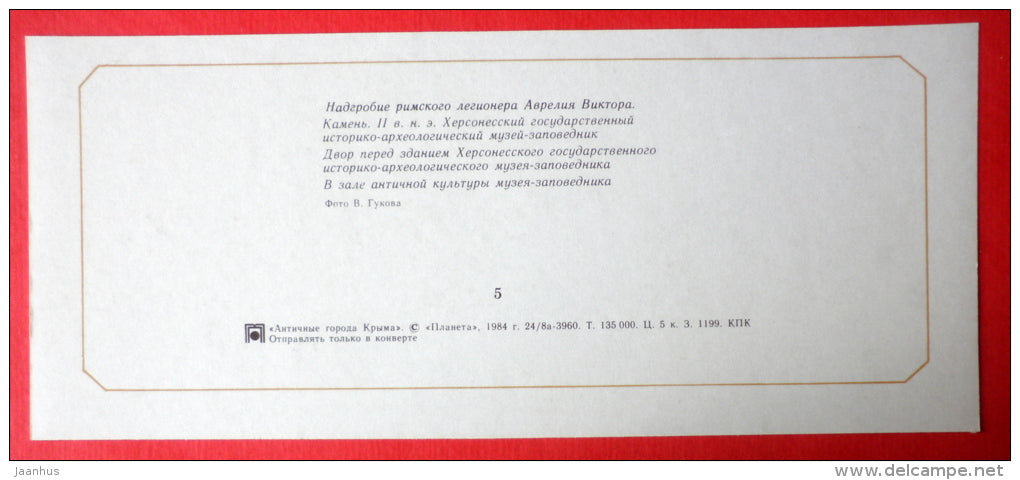 Надгробие римского легионера Аврелия Виктора.
Камень. II в. н. э. Херсонесский государственный
историко-археологический музей-заповедник
Двор перед зданием Херсонесского государственного
историко-археологического музея-заповедника
В зале античной культуры музея-заповедника
Фото В. Гукова
5
«Античные города Крыма». © «Планета», 1984 г. 24/8а-3960. Т. 135 000. Ц. 5 к. З. 1199. КПК
Отправлять только в конверте
Jaanhus
www.delcampe.net